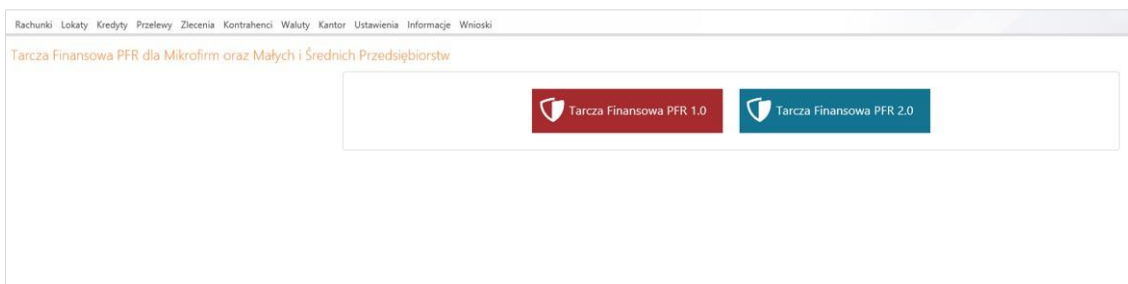 Rachunki Lokaty Kredyty Przelewy Zlecenia Kontrahenci Waluty Kantor Ustawienia Informacje Wnioski
Tarcza Finansowa PFR dla Mikrofirm oraz Małych i Średnich Przedsiębiorstw
Tarcza Finansowa PFR 1.0 Tarcza Finansowa PFR 2.0